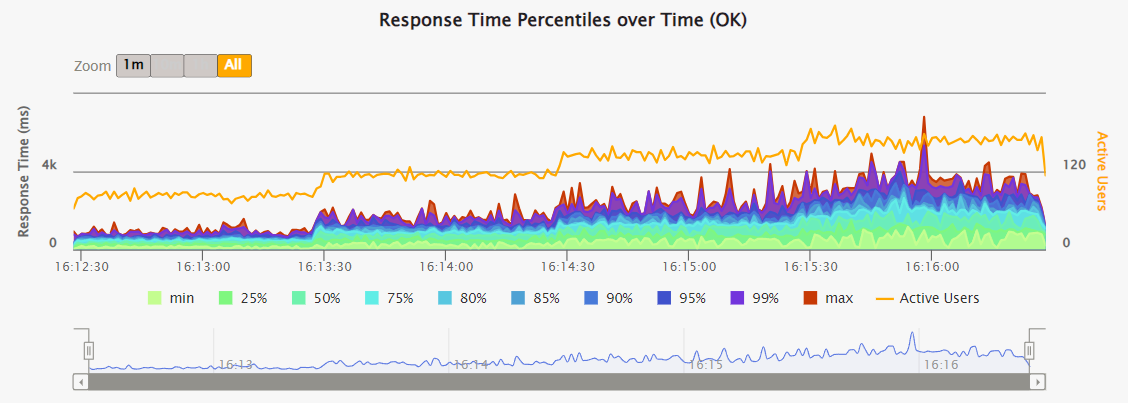 Response Time Percentiles over Time (OK)
Zoom 1m All
Response Time (ms)
4k
0
Active Users
120
0
16:12:30 16:13:00 16:13:30 16:14:00 16:14:30 16:15:00 16:15:30 16:16:00
min 25% 50% 75% 80% 85% 90% 95% 99% max Active Users
16:13 16:14 16:15 16:16